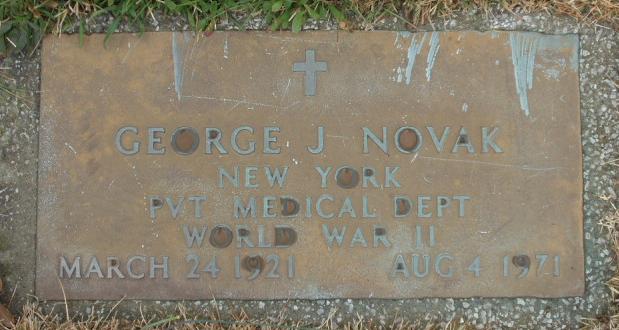 GEORGE J NOVAK
NEW YORK
PVT MEDICAL DEPT
WORLD WAR II
MARCH 24 1921 AUG 4 1971